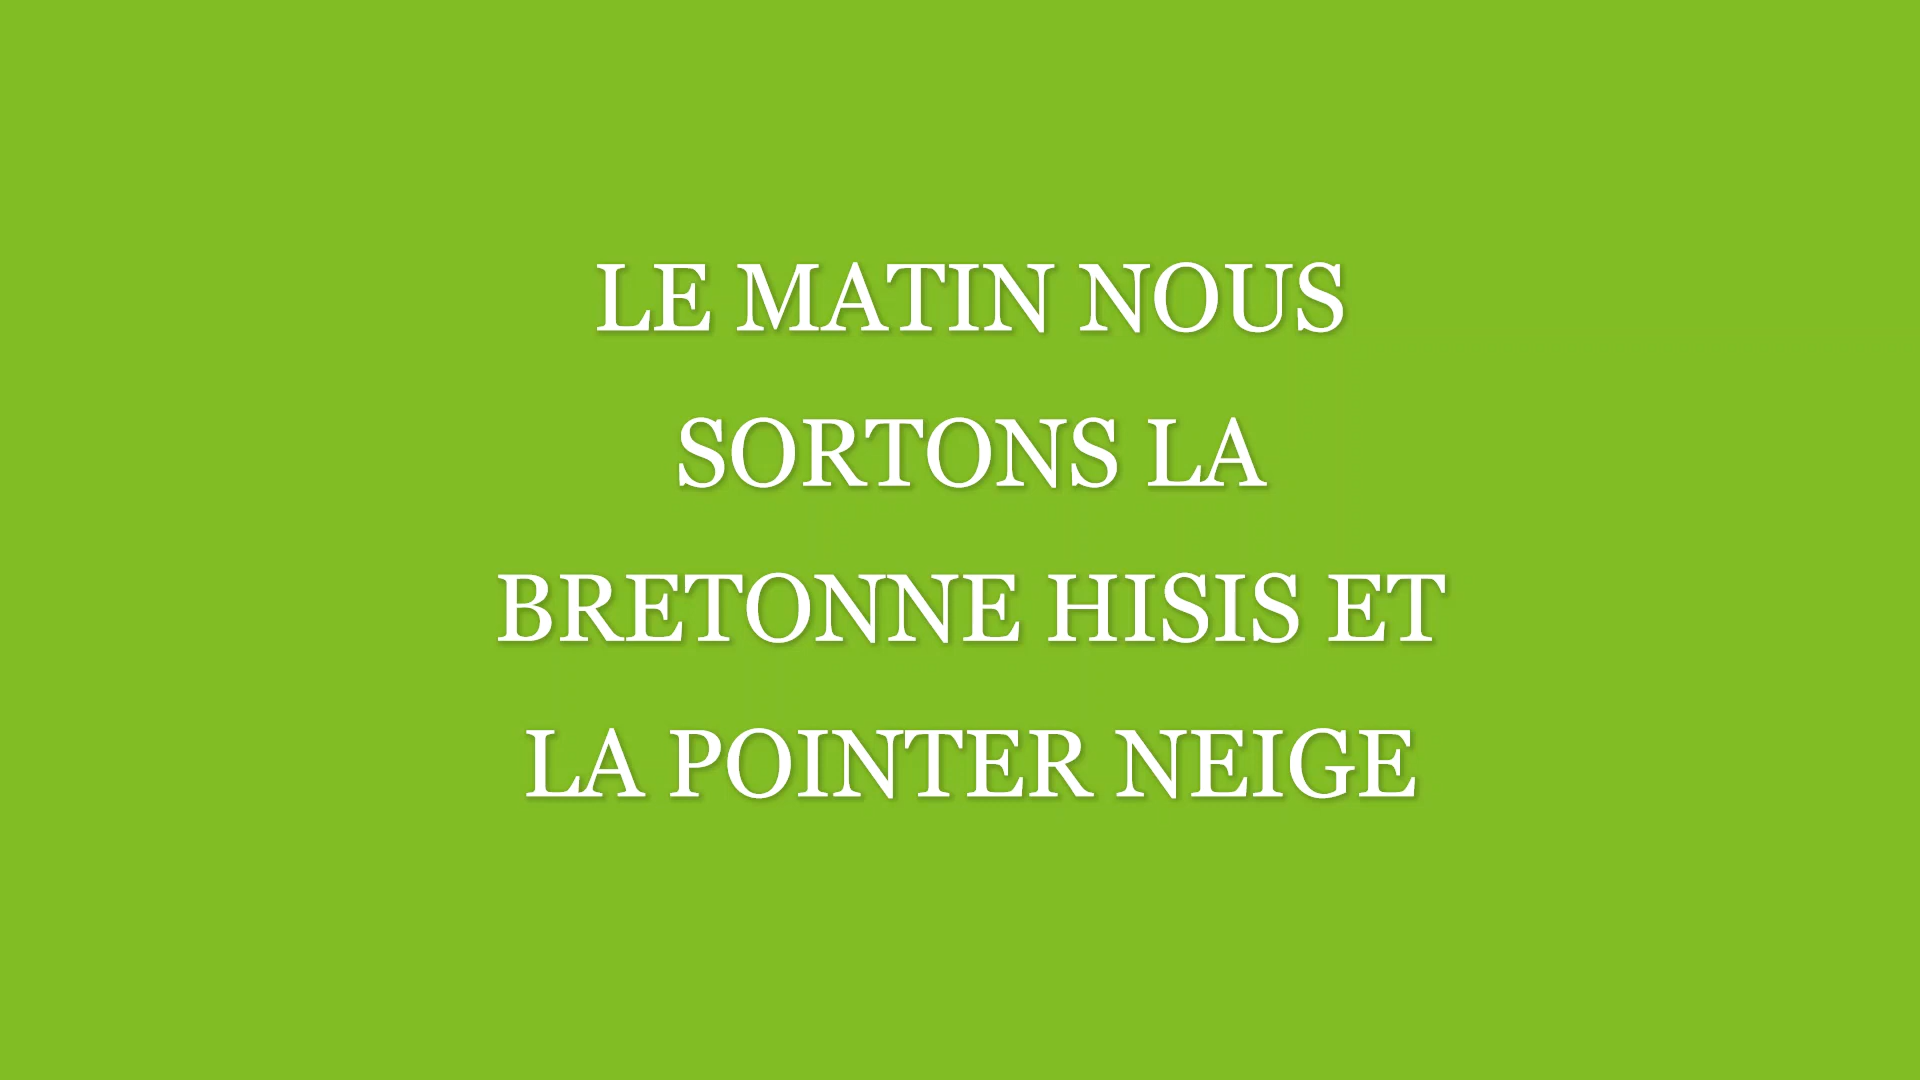 LE MATIN NOUS
SORTONS LA
BRETONNE HISIS ET
LA POINTER NEIGE